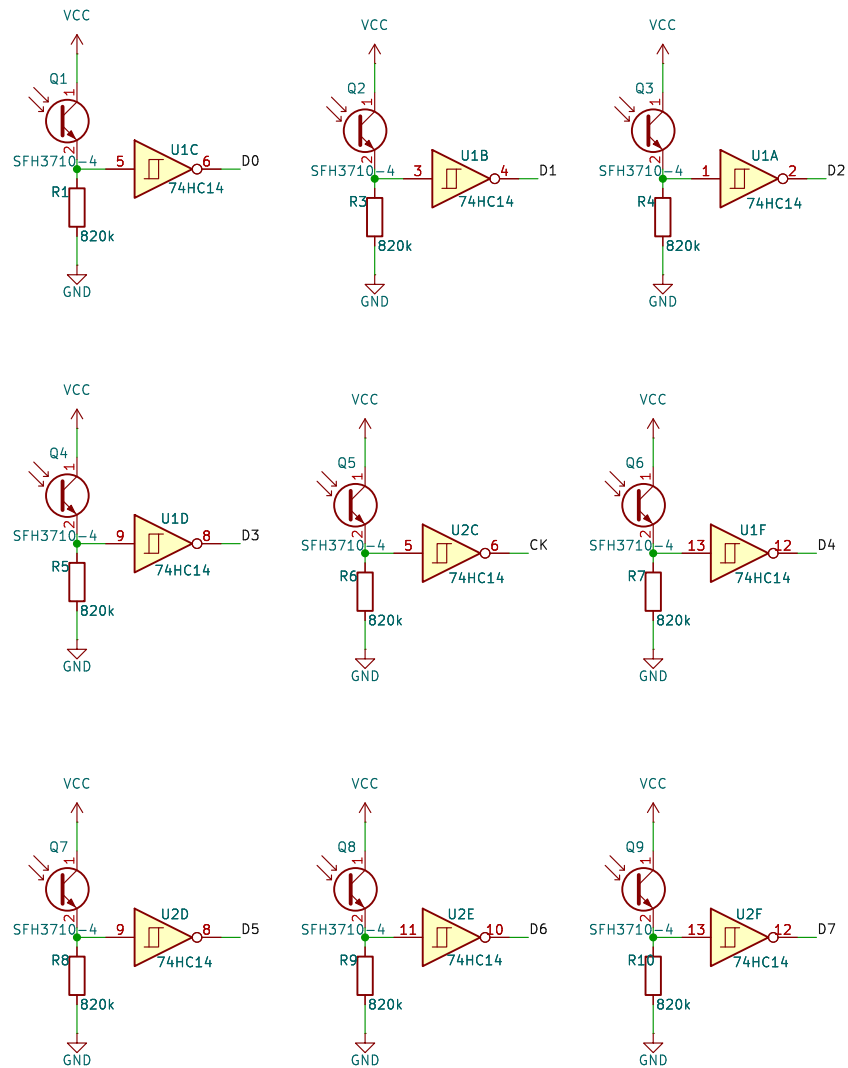 VCC
Q1
1
2
SFH3710-4
R1
820k
GND
5
U1C
6
74HC14
D0
VCC
Q2
1
2
SFH3710-4
R3
820k
GND
3
U1B
4
74HC14
D1
VCC
Q3
1
2
SFH3710-4
R4
820k
GND
1
U1A
2
74HC14
D2
VCC
Q4
1
2
SFH3710-4
R5
820k
GND
9
U1D
8
74HC14
D3
VCC
Q5
1
2
SFH3710-4
R6
820k
GND
5
U2C
6
74HC14
CK
VCC
Q6
1
2
SFH3710-4
R7
820k
GND
13
U1F
12
74HC14
D4
VCC
Q7
1
2
SFH3710-4
R8
820k
GND
9
U2D
8
74HC14
D5
VCC
Q8
1
2
SFH3710-4
R9
820k
GND
11
U2E
10
74HC14
D6
VCC
Q9
1
2
SFH3710-4
R10
820k
GND
13
U2F
12
74HC14
D7